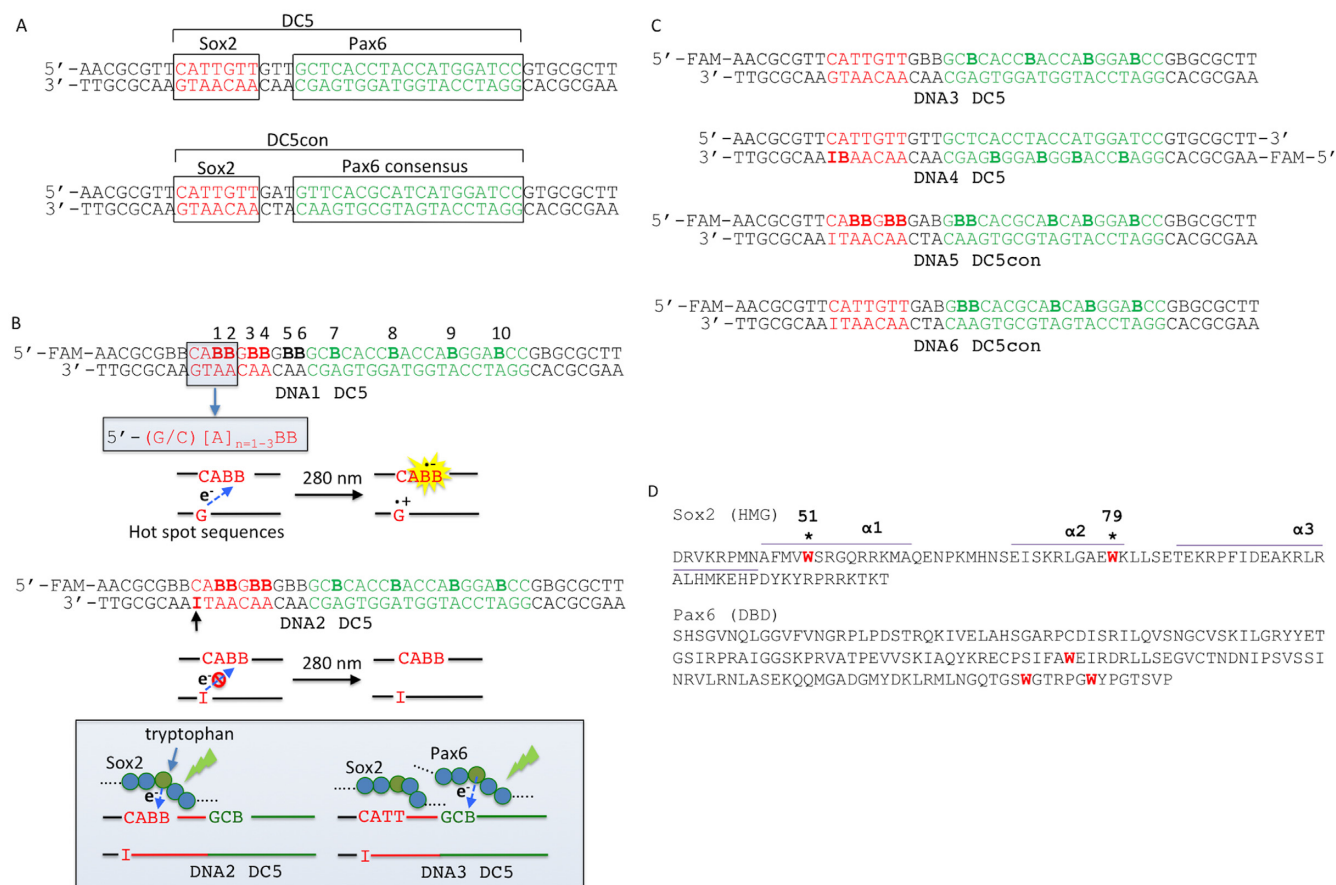 A
DC5
Sox2 Pax6
5′-AACGCGTTCATTGTTGTTGCTCACCTACCATGGATCCGTGCGCTT
3′-TTGCGCAAGTAACAACAACGAGTGGATGGTACCTAGGCACGCGAA
DC5con
Sox2 Pax6 consensus
5′-AACGCGTTCATTGTTGATGTTCACGCATCATGGATCCGTGCGCTT
3′-TTGCGCAAGTAACAACTACAAGTGCGTAGTACCTAGGCACGCGAA
B
1 2 3 4 5 6 7 8 9 10
5′-FAM-AACGCGBBCABBGBBGBBGCBCACCBACCABGGABCCGBGCGCTT
3′-TTGCGCAAGTAACAACAACGAGTGGATGGTACCTAGGCACGCGAA
DNA1 DC5
5′-(G/C)[A]n=1-3BB
CABB 280 nm CABB •-
e- •+
G G
Hot spot sequences
5′-FAM-AACGCGBBCABBGBBGBBGCBCACCBACCABGGABCCGBGCGCTT
3′-TTGCGCAAITAACAACAACGAGTGGATGGTACCTAGGCACGCGAA
DNA2 DC5
CABB 280 nm CABB
e-
I I
tryptophan
Sox2 Sox2 Pax6
e- e-
CABB GCB CATT GCB
I I
DNA2 DC5 DNA3 DC5
C
5′-FAM-AACGCGTTCATTGTTGBBGCBCACCBACCABGGABCCGBGCGCTT
3′-TTGCGCAAGTAACAACAACGAGTGGATGGTACCTAGGCACGCGAA
DNA3 DC5
5′-AACGCGTTCATTGTTGTTGCTCACCTACCATGGATCCGTGCGCTT-3′
3′-TTGCGCAAIBAACAACAACGAGBGGABGGBACCBAGGCACGCGAA-FAM-5′
DNA4 DC5
5′-FAM-AACGCGTTCABBGBBGABGBBCACGCABCABGGABCCGBGCGCTT
3′-TTGCGCAAITAACAACTACAAGTGCGTAGTACCTAGGCACGCGAA
DNA5 DC5con
5′-FAM-AACGCGTTCATTGTTGABGBBCACGCABCABGGABCCGBGCGCTT
3′-TTGCGCAAITAACAACTACAAGTGCGTAGTACCTAGGCACGCGAA
DNA6 DC5con
D
Sox2 (HMG) 51 α1 79 α2 α3
* *
DRVKRPMNAFMVWSRGQRRKMAQENPKMHNSEISKRLGAEWKLLSETEKRPFIDEAKRLR
ALHMKEHPDYKYRPRRKTKT
Pax6 (DBD)
SHSGVNQLGGVFVNGRPLPDSTRQKIVELAHSGARPCDISRILQVSNGCVSKILGRYYET
GSIRPRAIGGSKPRVATPEVVSKIAQYKRECPSIFAWEIRDRLLSEGVCTNDNIPSVSSI
NRVLRNLASEKQQMGADGMYDKLRMLNGQTGSWGTRPGWYPGTSVP